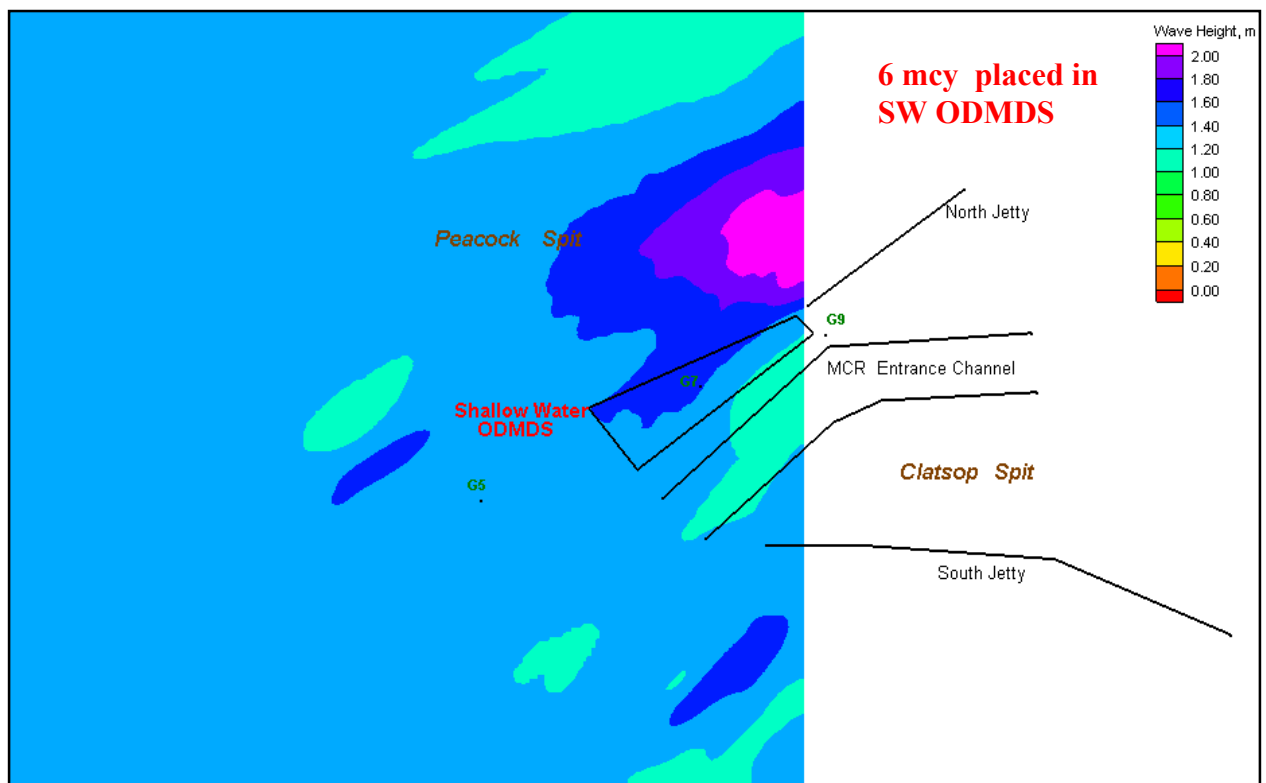 Wave Height, m
2.00
1.80
1.60
1.40
1.20
1.00
0.80
0.60
0.40
0.20
0.00
6 mcy placed in
SW ODMDS
North Jetty
Peacock Spit
G9
MCR Entrance Channel
G7
Shallow Water
ODMDS
Clatsop Spit
G5
South Jetty